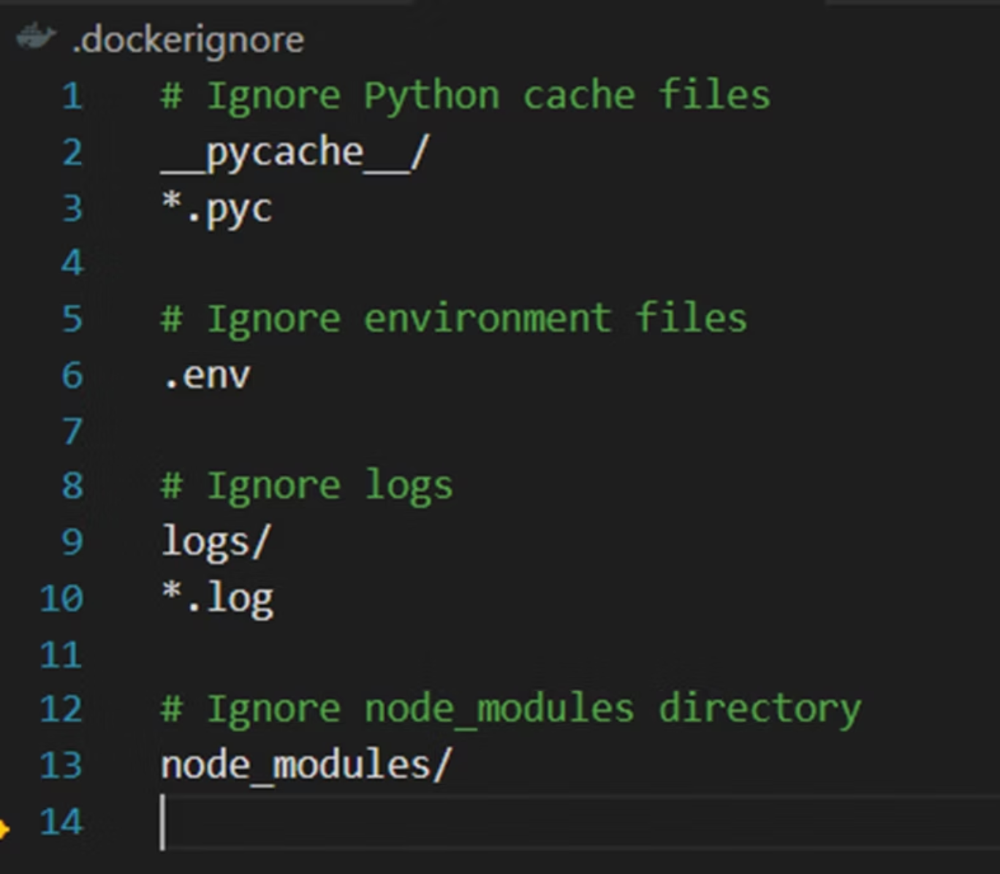 .dockerignore
1 # Ignore Python cache files
2 __pycache__/
3 *.pyc
4
5 # Ignore environment files
6 .env
7
8 # Ignore logs
9 logs/
10 *.log
11
12 # Ignore node_modules directory
13 node_modules/
14